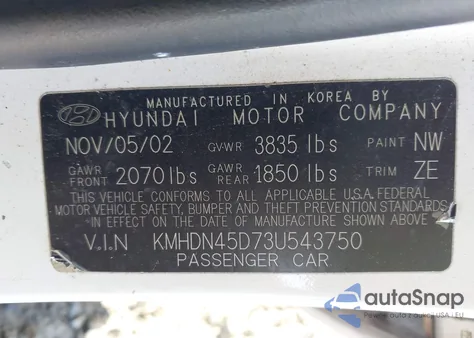 MANUFACTURED IN KOREA BY
HYUNDAI MOTOR COMPANY
NOV/05/02 GVWR 3835 lbs PAINT NW
GAWR FRONT 2070 lbs GAWR REAR 1850 lbs TRIM ZE
THIS VEHICLE CONFORMS TO ALL APPLICABLE U.S.A. FEDERAL
MOTOR VEHICLE SAFETY, BUMPER AND THEFT PREVENTION STANDARDS
IN EFFECT ON THE DATE OF MANUFACTURE SHOWN ABOVE.
V.I.N KMHDN45D73U543750
PASSENGER CAR
autoSnap